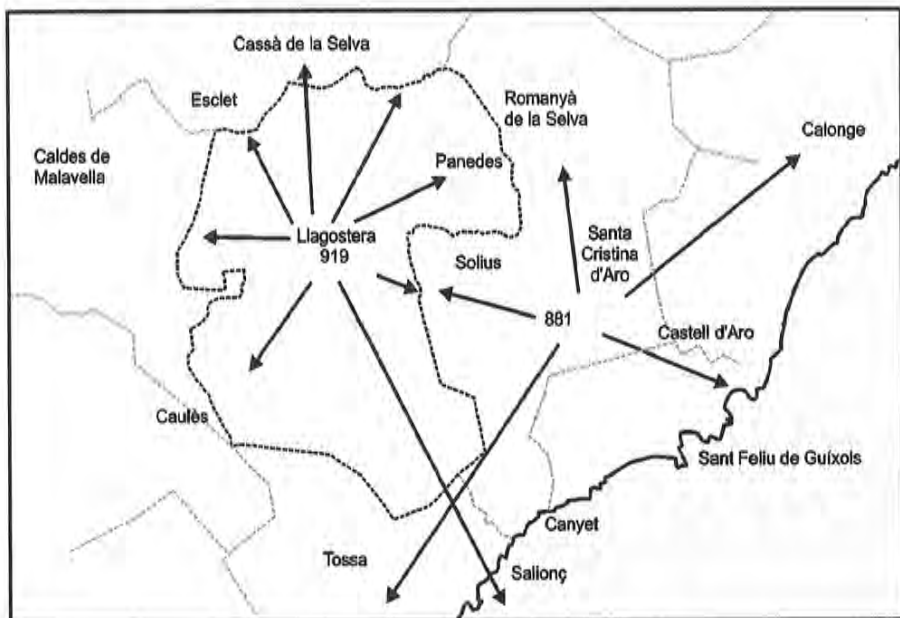 Cassà de la Selva
Esclet
Romanyà
de la Selva
Calonge
Caldes de
Malavella
Panedes
Llagostera
919
Santa
Cristina
d'Aro
Solius
881
Castell d'Aro
Caulès
Sant Feliu de Guíxols
Canyet
Tossa
Salionç